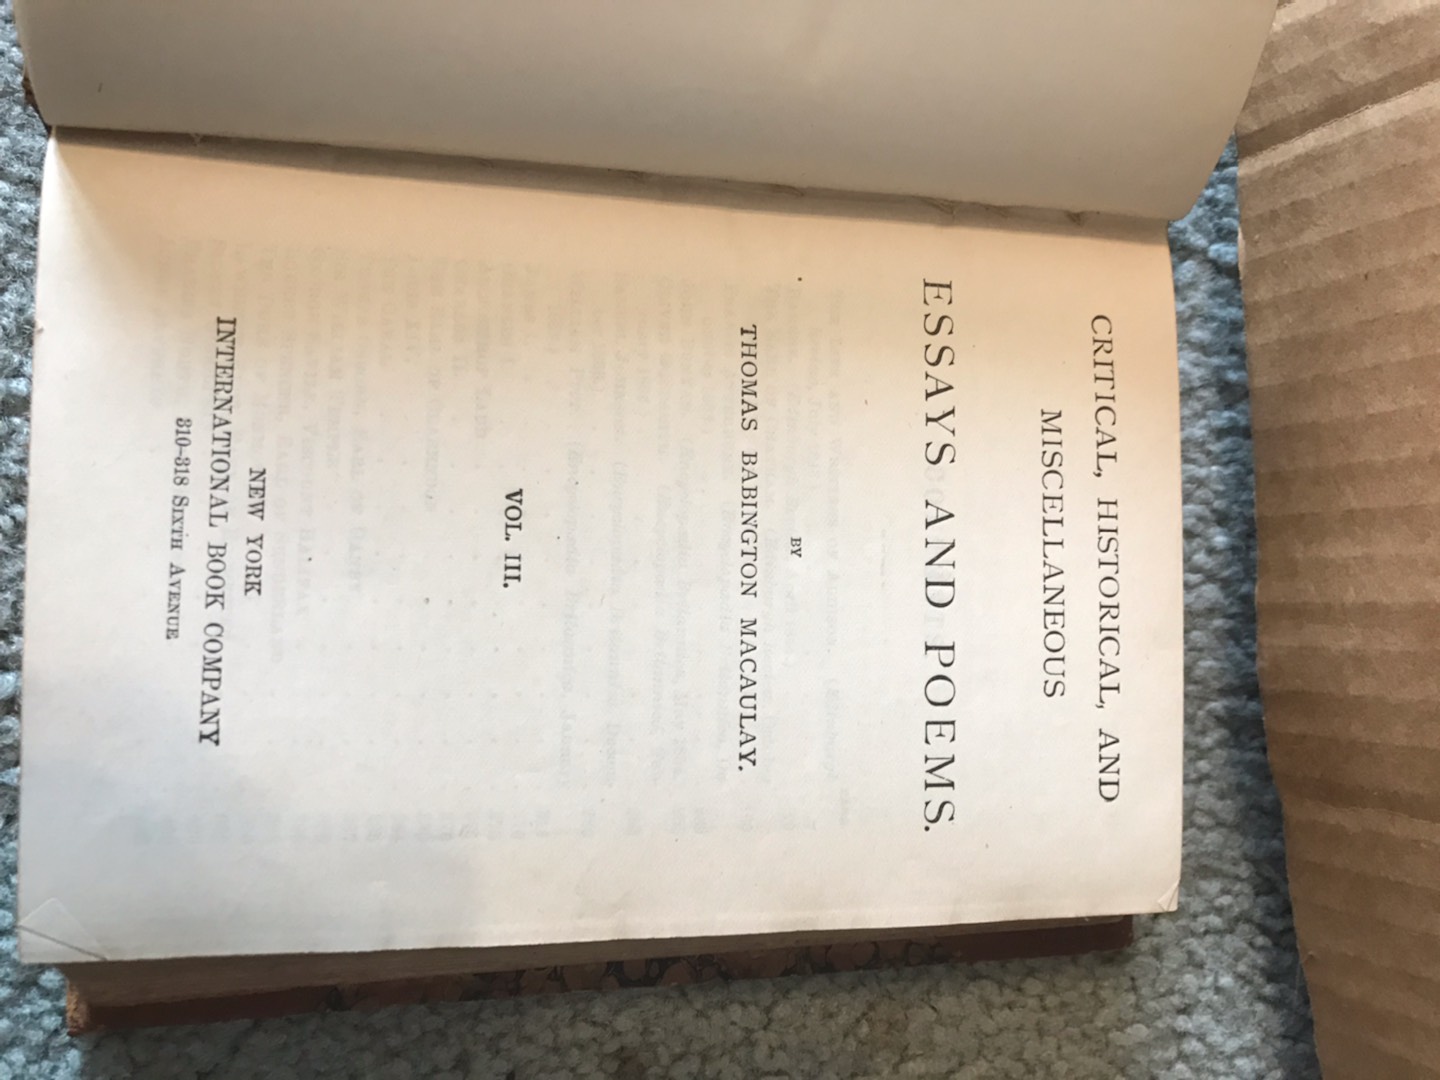 CRITICAL, HISTORICAL, AND
MISCELLANEOUS
ESSAYS AND POEMS.
BY
THOMAS BABINGTON MACAULAY.
VOL. III.
NEW YORK
INTERNATIONAL BOOK COMPANY
310–318 SIXTH AVENUE